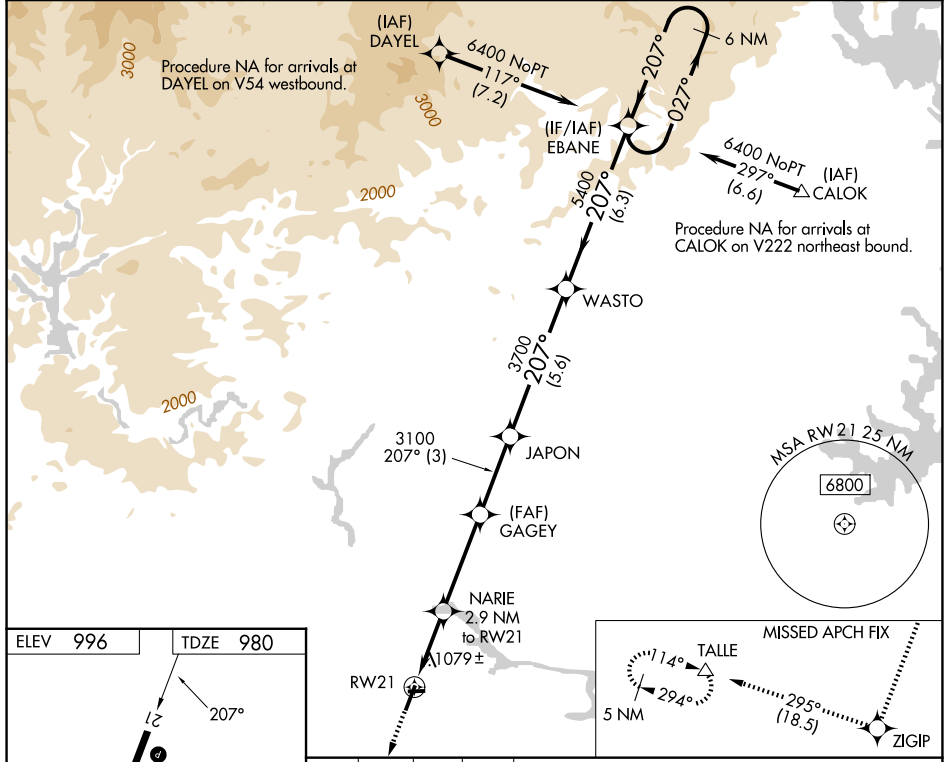 (IAF)
DAYEL
6400 NoPT
117°
(7.2)
3000
Procedure NA for arrivals at
DAYEL on V54 westbound.
3000
207°
027°
6 NM
(IF/IAF)
EBANE
6400 NoPT
297°
(6.6)
(IAF)
CALOK
2000
5400
207°
(6.3)
Procedure NA for arrivals at
CALOK on V222 northeast bound.
WASTO
3700
207°
(5.6)
2000
3100
207° (3)
JAPON
MSA RW21 25 NM
6800
(FAF)
GAGEY
NARIE
2.9 NM
to RW21
1079±
RW21
ELEV 996
TDZE 980
207°
21
P
MISSED APCH FIX
TALLE
114°
294°
5 NM
295°
(18.5)
ZIGIP